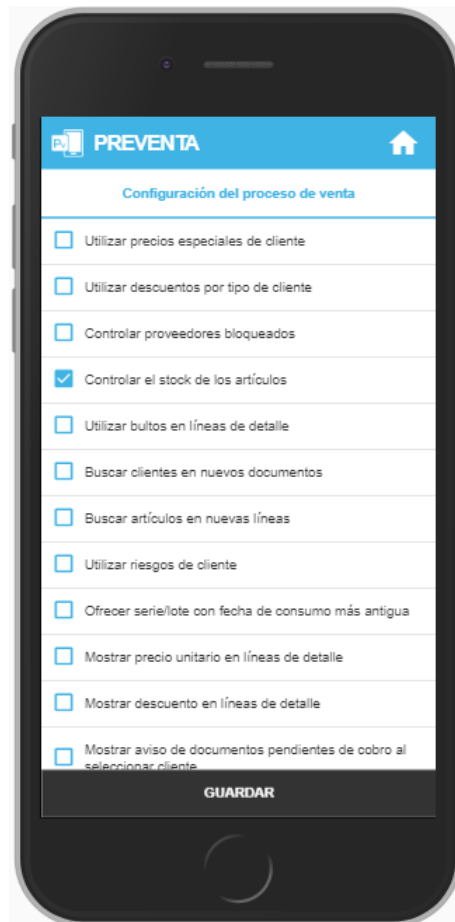 Pv PREVENTA
Configuración del proceso de venta
Utilizar precios especiales de cliente
Utilizar descuentos por tipo de cliente
Controlar proveedores bloqueados
Controlar el stock de los artículos
Utilizar bultos en líneas de detalle
Buscar clientes en nuevos documentos
Buscar artículos en nuevas líneas
Utilizar riesgos de cliente
Ofrecer serie/lote con fecha de consumo más antigua
Mostrar precio unitario en líneas de detalle
Mostrar descuento en líneas de detalle
Mostrar aviso de documentos pendientes de cobro al
seleccionar cliente
GUARDAR